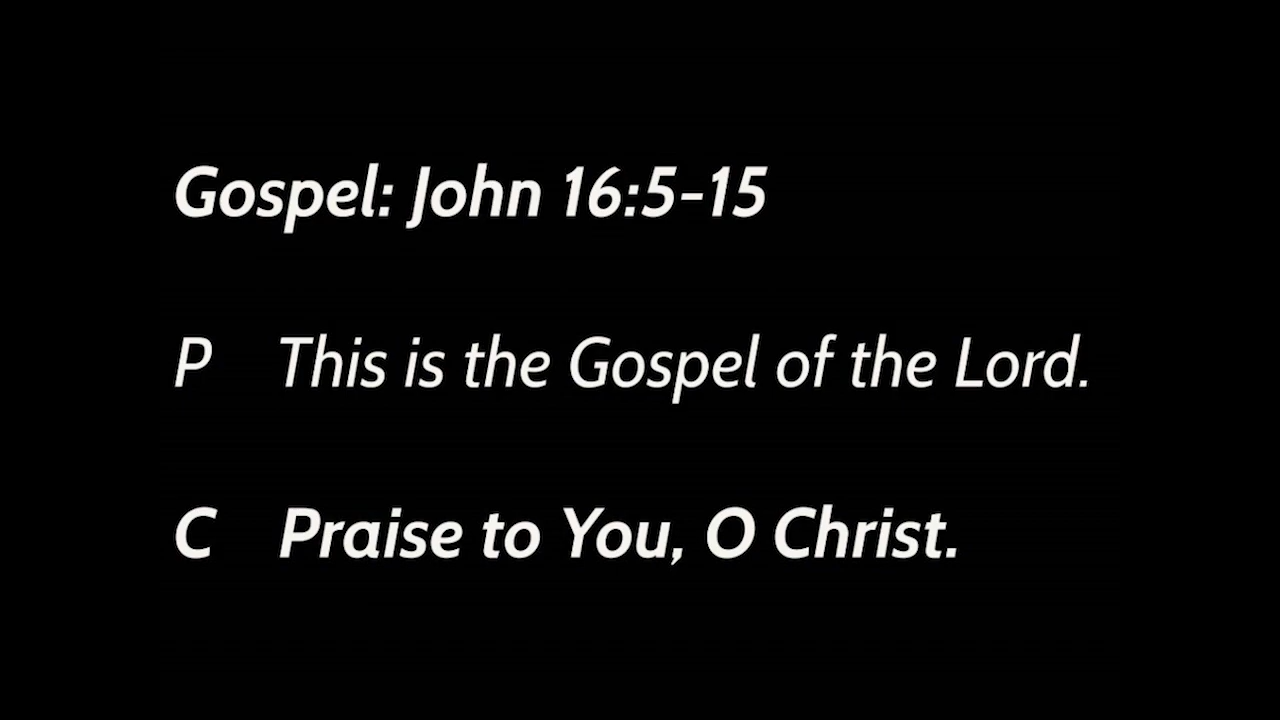 Gospel: John 16:5-15
P This is the Gospel of the Lord.
C Praise to You, O Christ.